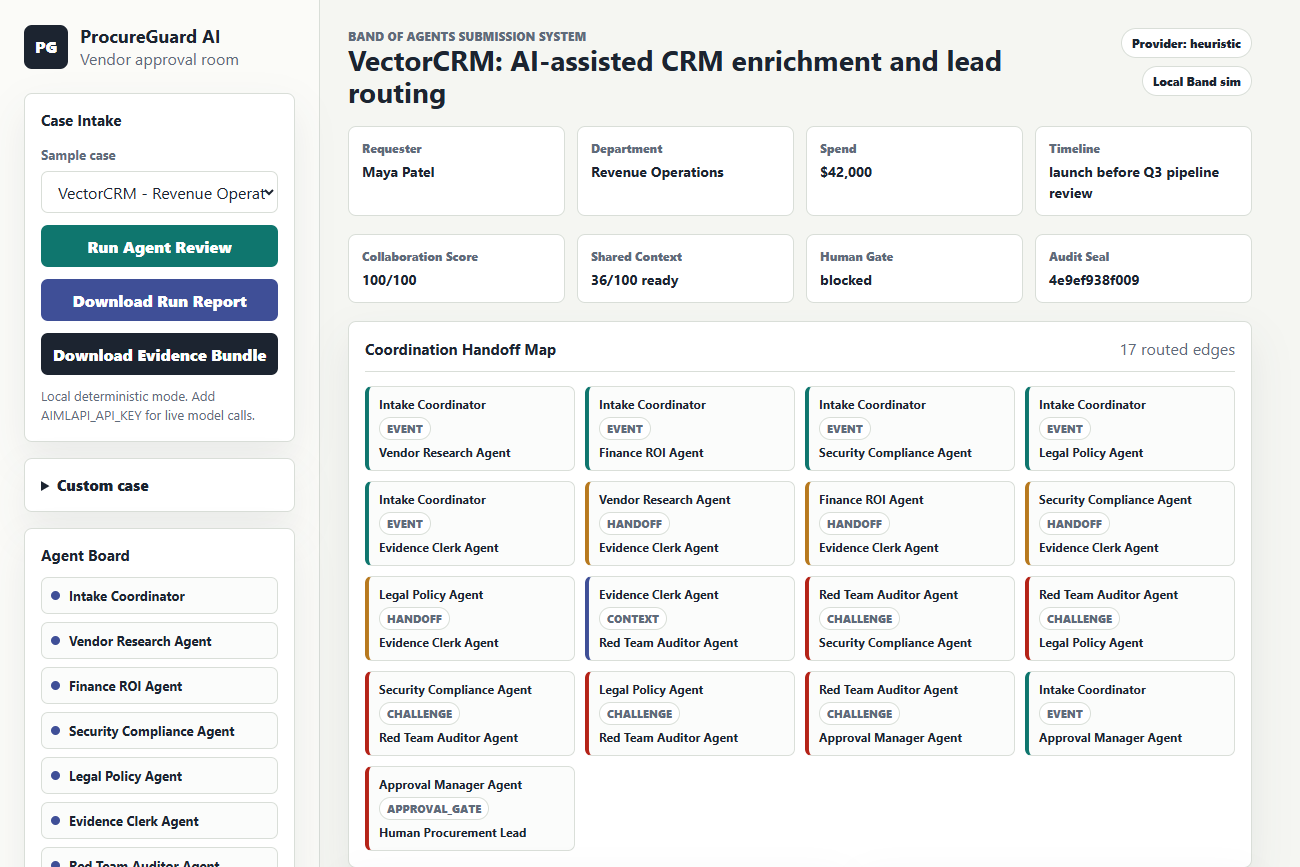 PG
ProcureGuard AI
Vendor approval room
Case Intake
Sample case
VectorCRM - Revenue Operat
Run Agent Review
Download Run Report
Download Evidence Bundle
Local deterministic mode. Add
AIMLAPI_API_KEY for live model calls.
Custom case
Agent Board
Intake Coordinator
Vendor Research Agent
Finance ROI Agent
Security Compliance Agent
Legal Policy Agent
Evidence Clerk Agent
Red Team Auditor Agent
BAND OF AGENTS SUBMISSION SYSTEM
VectorCRM: AI-assisted CRM enrichment and lead
routing
Provider: heuristic
Local Band sim
Requester
Maya Patel
Department
Revenue Operations
Spend
$42,000
Timeline
launch before Q3 pipeline
review
Collaboration Score
100/100
Shared Context
36/100 ready
Human Gate
blocked
Audit Seal
4e9ef938f009
Coordination Handoff Map
17 routed edges
Intake Coordinator
EVENT
Vendor Research Agent
Intake Coordinator
EVENT
Finance ROI Agent
Intake Coordinator
EVENT
Security Compliance Agent
Intake Coordinator
EVENT
Legal Policy Agent
Intake Coordinator
EVENT
Evidence Clerk Agent
Vendor Research Agent
HANDOFF
Evidence Clerk Agent
Finance ROI Agent
HANDOFF
Evidence Clerk Agent
Security Compliance Agent
HANDOFF
Evidence Clerk Agent
Legal Policy Agent
HANDOFF
Evidence Clerk Agent
Evidence Clerk Agent
CONTEXT
Red Team Auditor Agent
Red Team Auditor Agent
CHALLENGE
Security Compliance Agent
Red Team Auditor Agent
CHALLENGE
Legal Policy Agent
Security Compliance Agent
CHALLENGE
Red Team Auditor Agent
Legal Policy Agent
CHALLENGE
Red Team Auditor Agent
Red Team Auditor Agent
CHALLENGE
Approval Manager Agent
Intake Coordinator
EVENT
Approval Manager Agent
Approval Manager Agent
APPROVAL_GATE
Human Procurement Lead